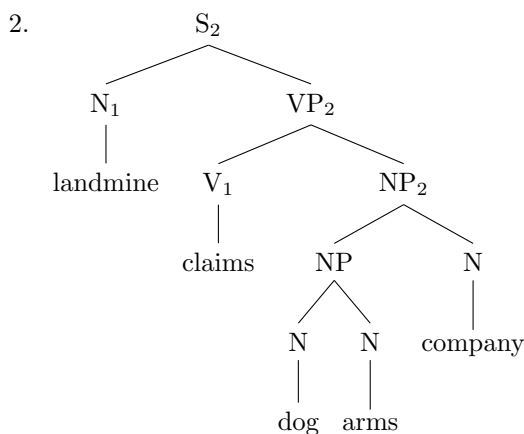 2.
S₂
N₁ VP₂
landmine V₁ NP₂
claims NP N
N N company
dog arms